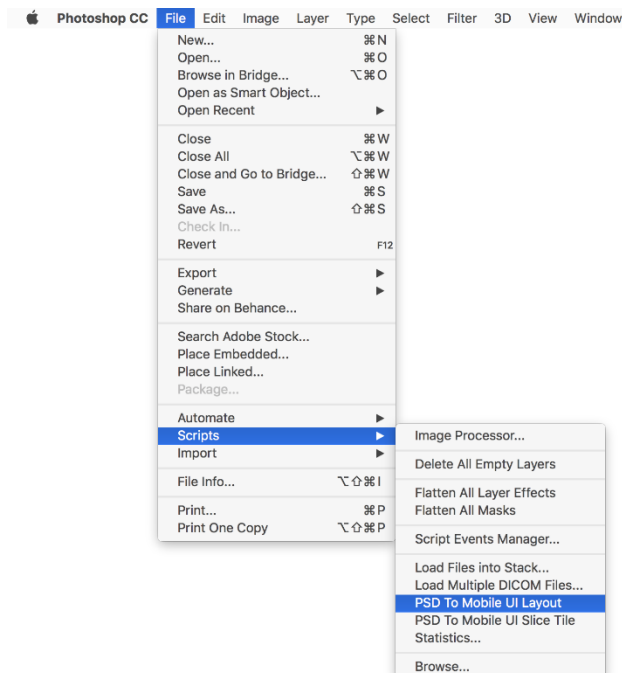 Photoshop CC File Edit Image Layer Type Select Filter 3D View Window
New... ⌘N
Open... ⌘O
Browse in Bridge... ⌥⌘O
Open as Smart Object...
Open Recent ▶
Close ⌘W
Close All ⌥⌘W
Close and Go to Bridge... ⇧⌘W
Save ⌘S
Save As... ⇧⌘S
Check In...
Revert F12
Export ▶
Generate ▶
Share on Behance...
Search Adobe Stock...
Place Embedded...
Place Linked...
Package...
Automate ▶
Scripts ▶
Import ▶
File Info... ⌥⇧⌘I
Print... ⌘P
Print One Copy ⌥⇧⌘P
Image Processor...
Delete All Empty Layers
Flatten All Layer Effects
Flatten All Masks
Script Events Manager...
Load Files into Stack...
Load Multiple DICOM Files...
PSD To Mobile UI Layout
PSD To Mobile UI Slice Tile
Statistics...
Browse...